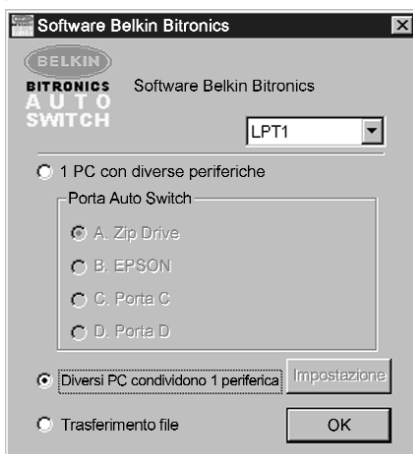 Software Belkin Bitronics
BELKIN
BITRONICS
AUTO
SWITCH
Software Belkin Bitronics
LPT1
1 PC con diverse periferiche
Porta Auto Switch
A. Zip Drive
B. EPSON
C. Porta C
D. Porta D
Diversi PC condividono 1 periferica
Impostazione
Trasferimento file
OK